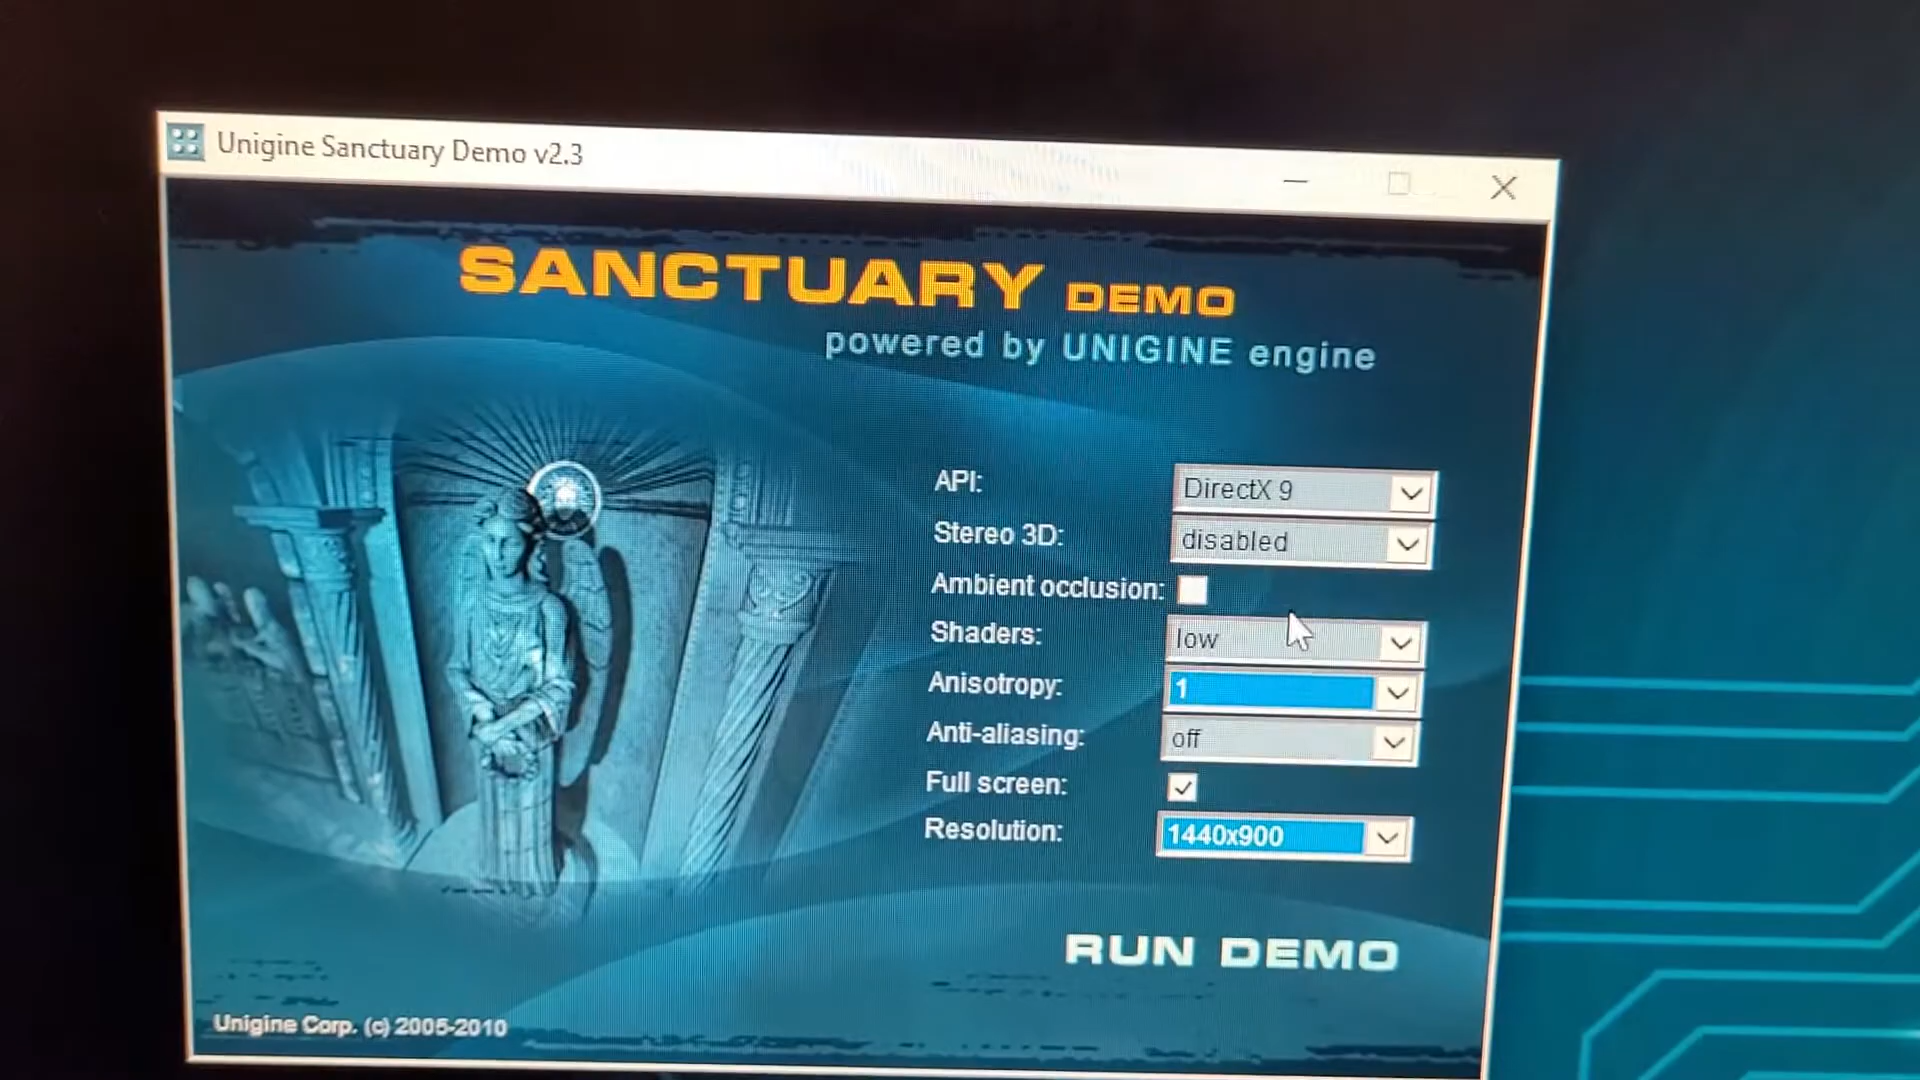 Unigine Sanctuary Demo v2.3
SANCTUARY DEMO
powered by UNIGINE engine
API: DirectX 9
Stereo 3D: disabled
Ambient occlusion:
Shaders: low
Anisotropy: 1
Anti-aliasing: off
Full screen:
Resolution: 1440x900
RUN DEMO
Unigine Corp. (c) 2005-2010